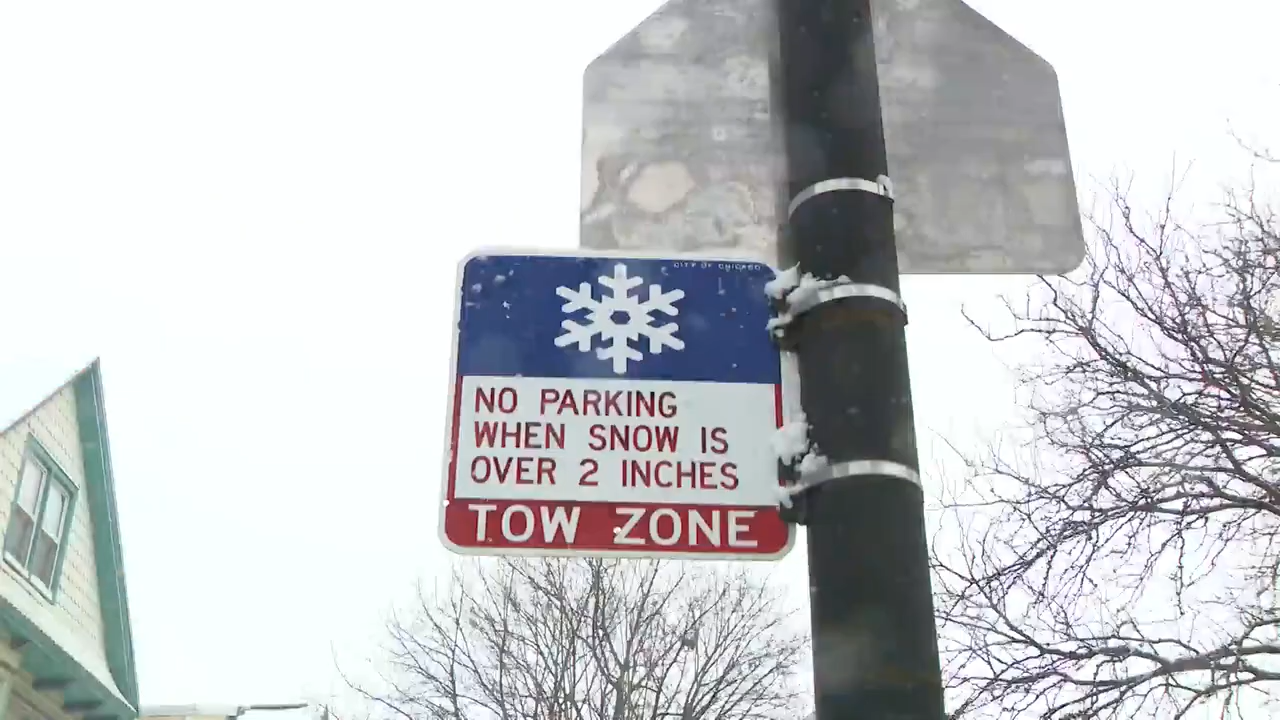 CITY OF CHICAGO
NO PARKING
WHEN SNOW IS
OVER 2 INCHES
TOW ZONE